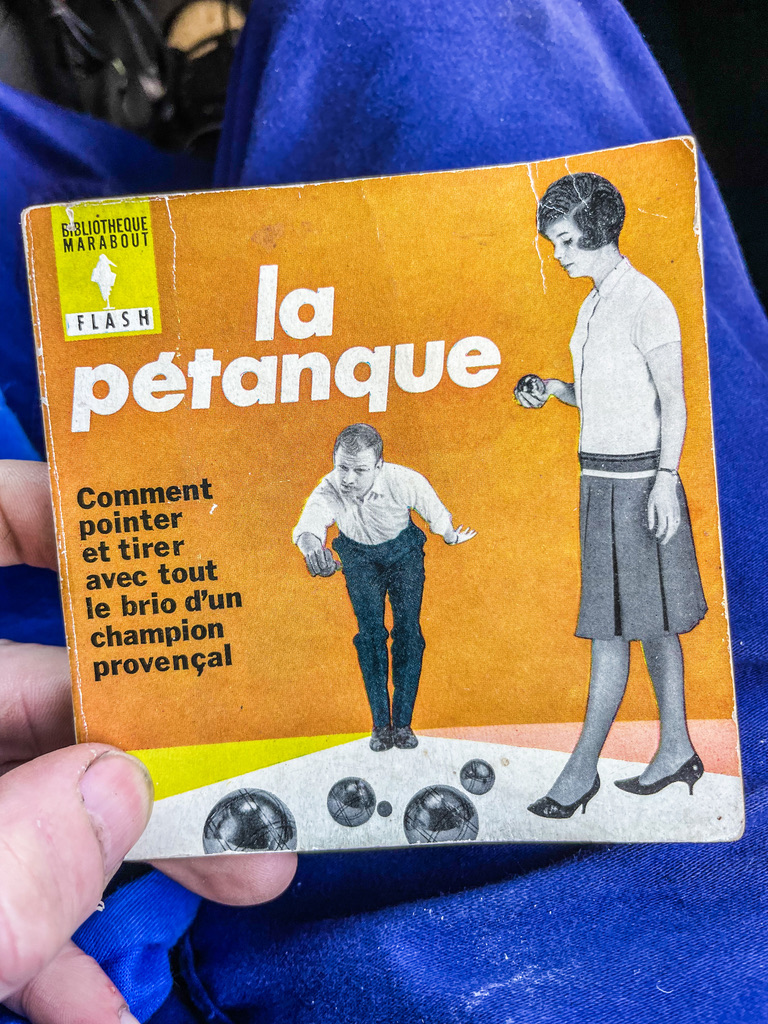 BIBLIOTHEQUE
MARABOUT
FLASH
la
pétanque
Comment
pointer
et tirer
avec tout
le brio d'un
champion
provençal